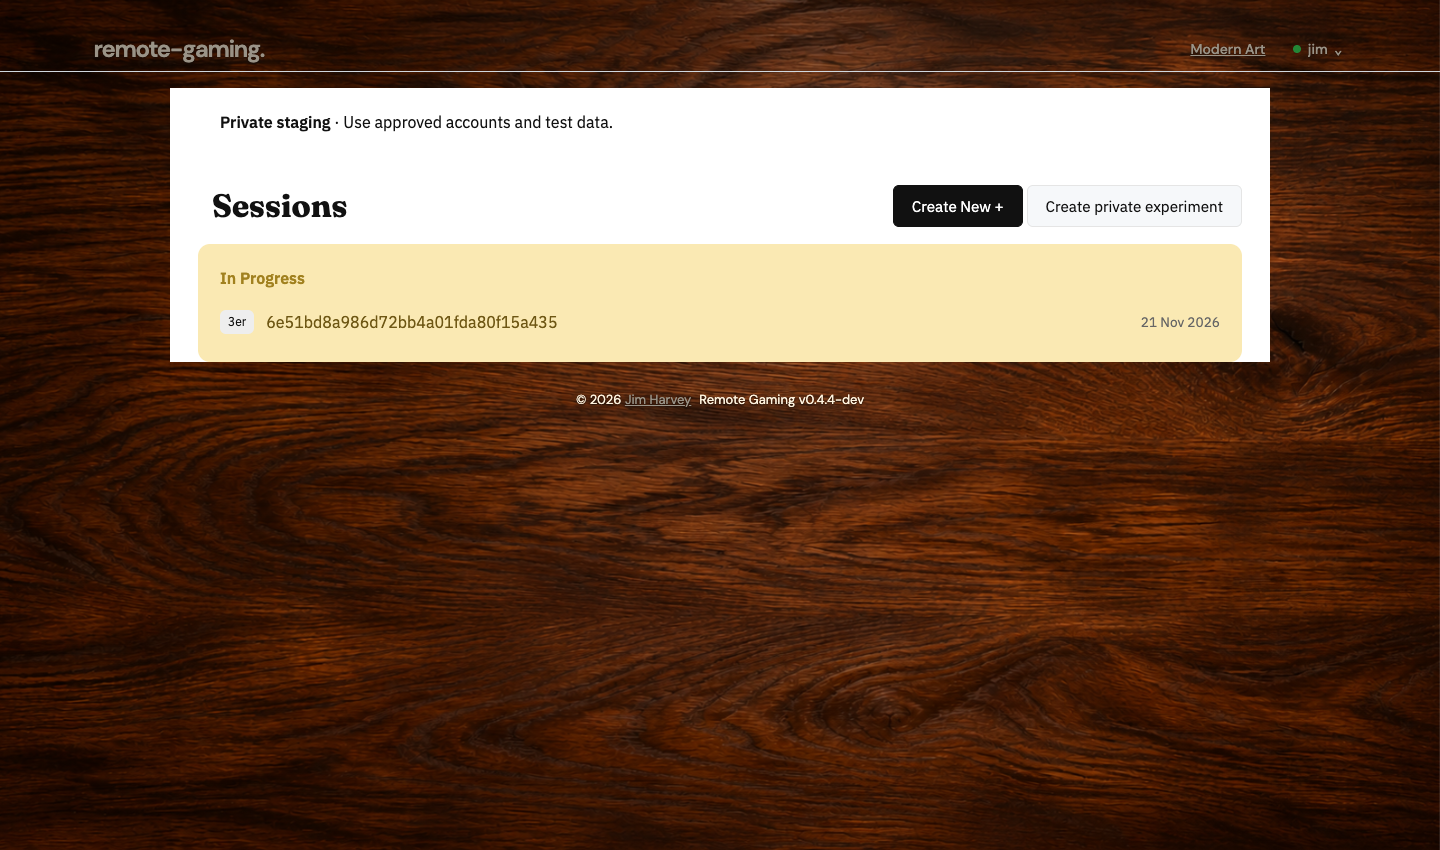 remote-gaming.
Modern Art
jim
Private staging · Use approved accounts and test data.
Sessions
Create New +
Create private experiment
In Progress
3er
6e51bd8a986d72bb4a01fda80f15a435
21 Nov 2026
© 2026 Jim Harvey Remote Gaming v0.4.4-dev